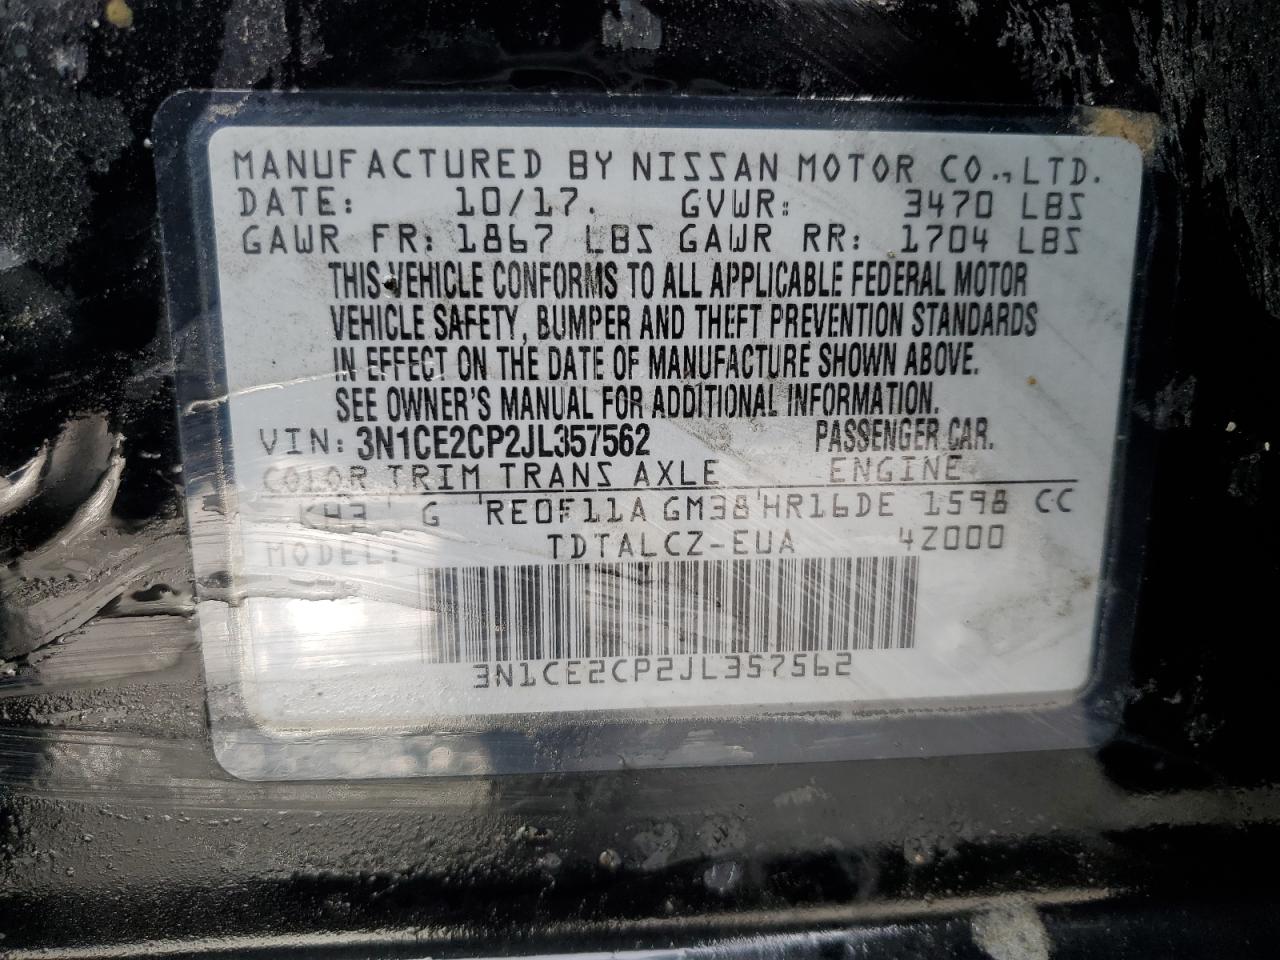 MANUFACTURED BY NISSAN MOTOR CO., LTD.
DATE: 10/17. GVWR: 3470 LBS
GAWR FR: 1867 LBS GAWR RR: 1704 LBS
THIS VEHICLE CONFORMS TO ALL APPLICABLE FEDERAL MOTOR
VEHICLE SAFETY, BUMPER AND THEFT PREVENTION STANDARDS
IN EFFECT ON THE DATE OF MANUFACTURE SHOWN ABOVE.
SEE OWNER'S MANUAL FOR ADDITIONAL INFORMATION.
VIN: 3N1CE2CP2JL357562 PASSENGER CAR.
COLOR TRIM TRANS AXLE ENGINE
KH3 G RE0F11A GM38 HR16DE 1598 CC
MODEL: TDTALCZ-EUA 4Z000
3N1CE2CP2JL357562